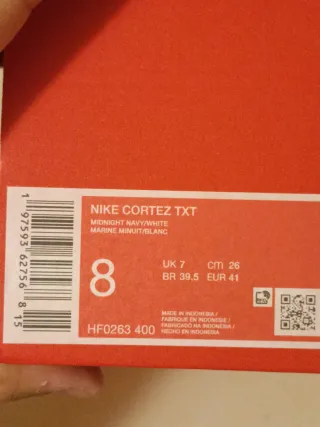 NIKE CORTEZ TXT
MIDNIGHT NAVY/WHITE
MARINE MINUIT/BLANC
8
UK 7 cm 26
BR 39.5 EUR 41
HF0263 400
MADE IN INDONESIA /
FABRIQUE EN INDONESIE /
FABRICADO NA INDONESIA /
HECHO EN INDONESIA
1 97593 62756 8 15